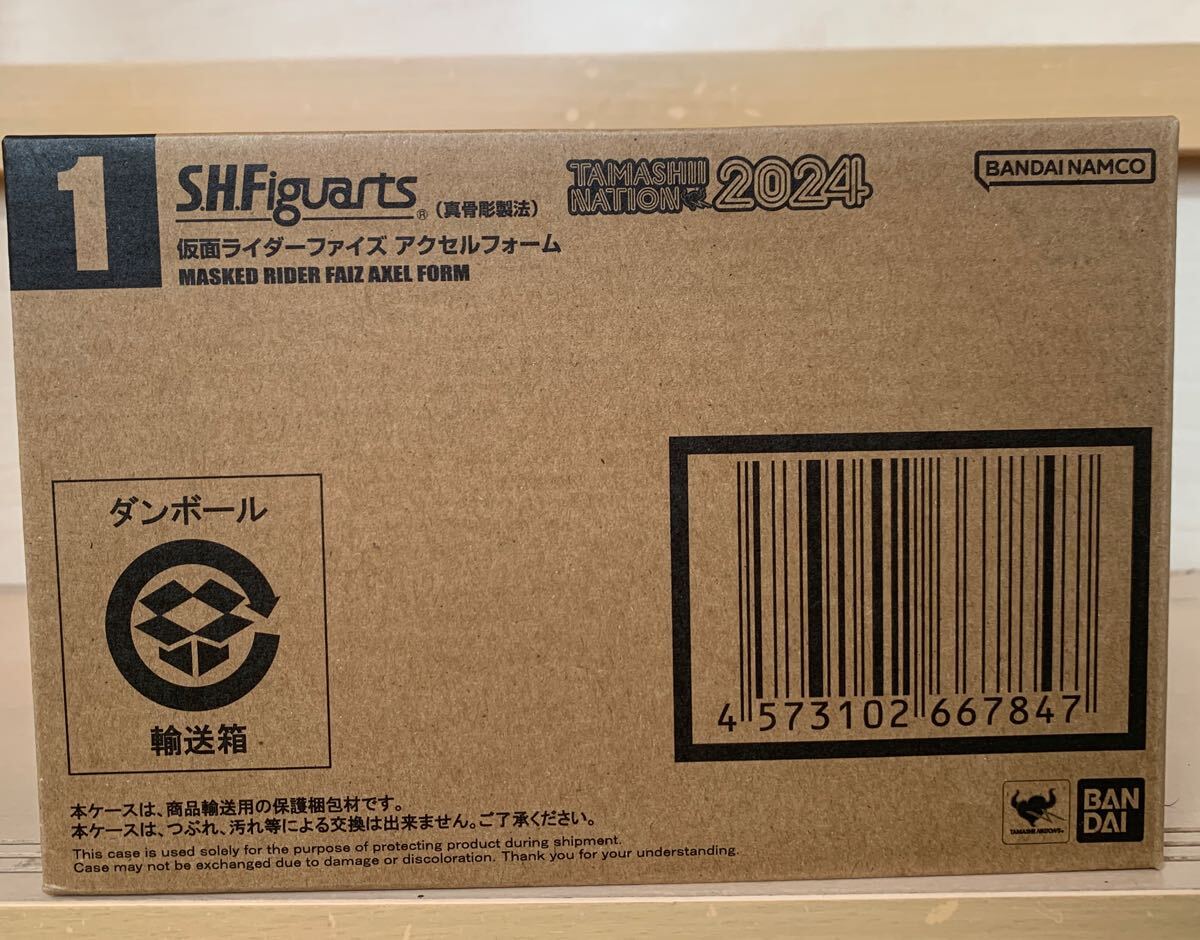 1
S.H.Figuarts®（真骨彫製法）
TAMASHII NATION 2024
BANDAI NAMCO
仮面ライダーファイズ アクセルフォーム
MASKED RIDER FAIZ AXEL FORM
ダンボール
輸送箱
4 573102 667847
本ケースは、商品輸送用の保護梱包材です。
本ケースは、つぶれ、汚れ等による交換は出来ません。ご了承ください。
This case is used solely for the purpose of protecting product during shipment.
Case may not be exchanged due to damage or discoloration. Thank you for your understanding.
TAMASHII NATIONS
BAN
DAI